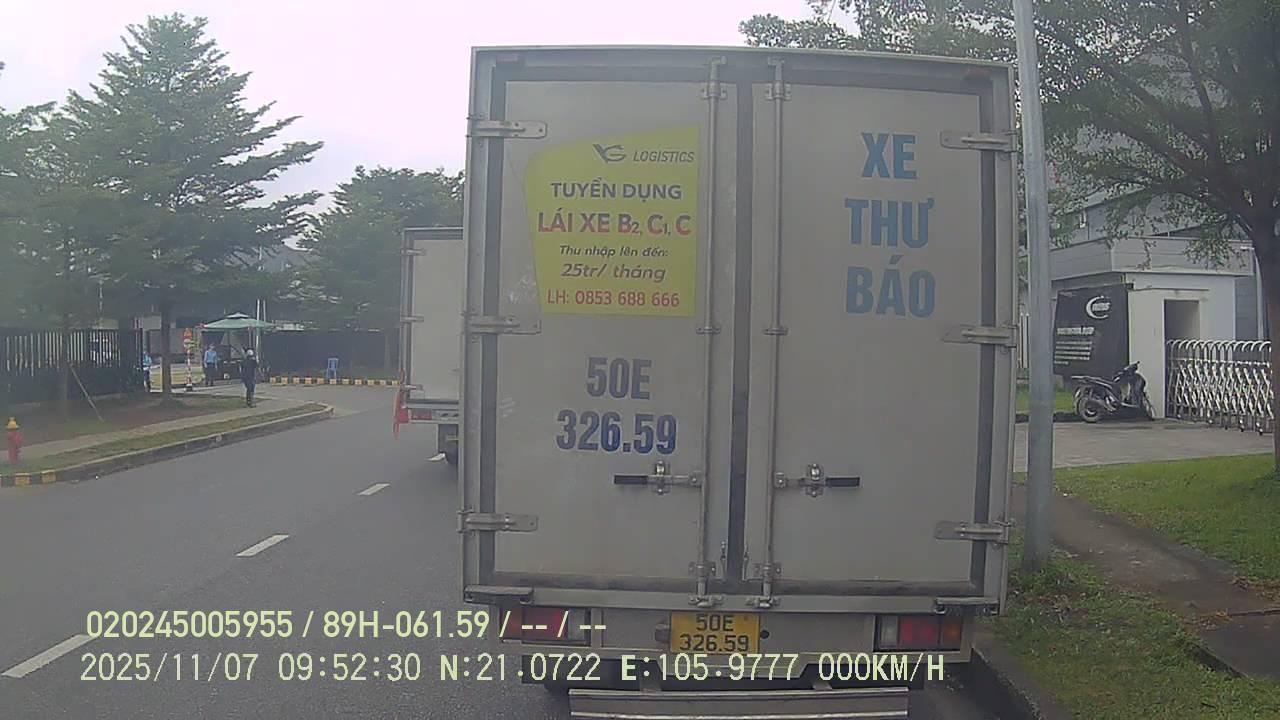 VG LOGISTICS
TUYỂN DỤNG
LÁI XE B2, C1, C
Thu nhập lên đến:
25tr/ tháng
LH: 0853 688 666
XE
THƯ
BÁO
50E
326.59
50E
326.59
020245005955 / 89H-061.59 / -- / --
2025/11/07 09:52:30 N:21.0722 E:105.9777 000KM/H